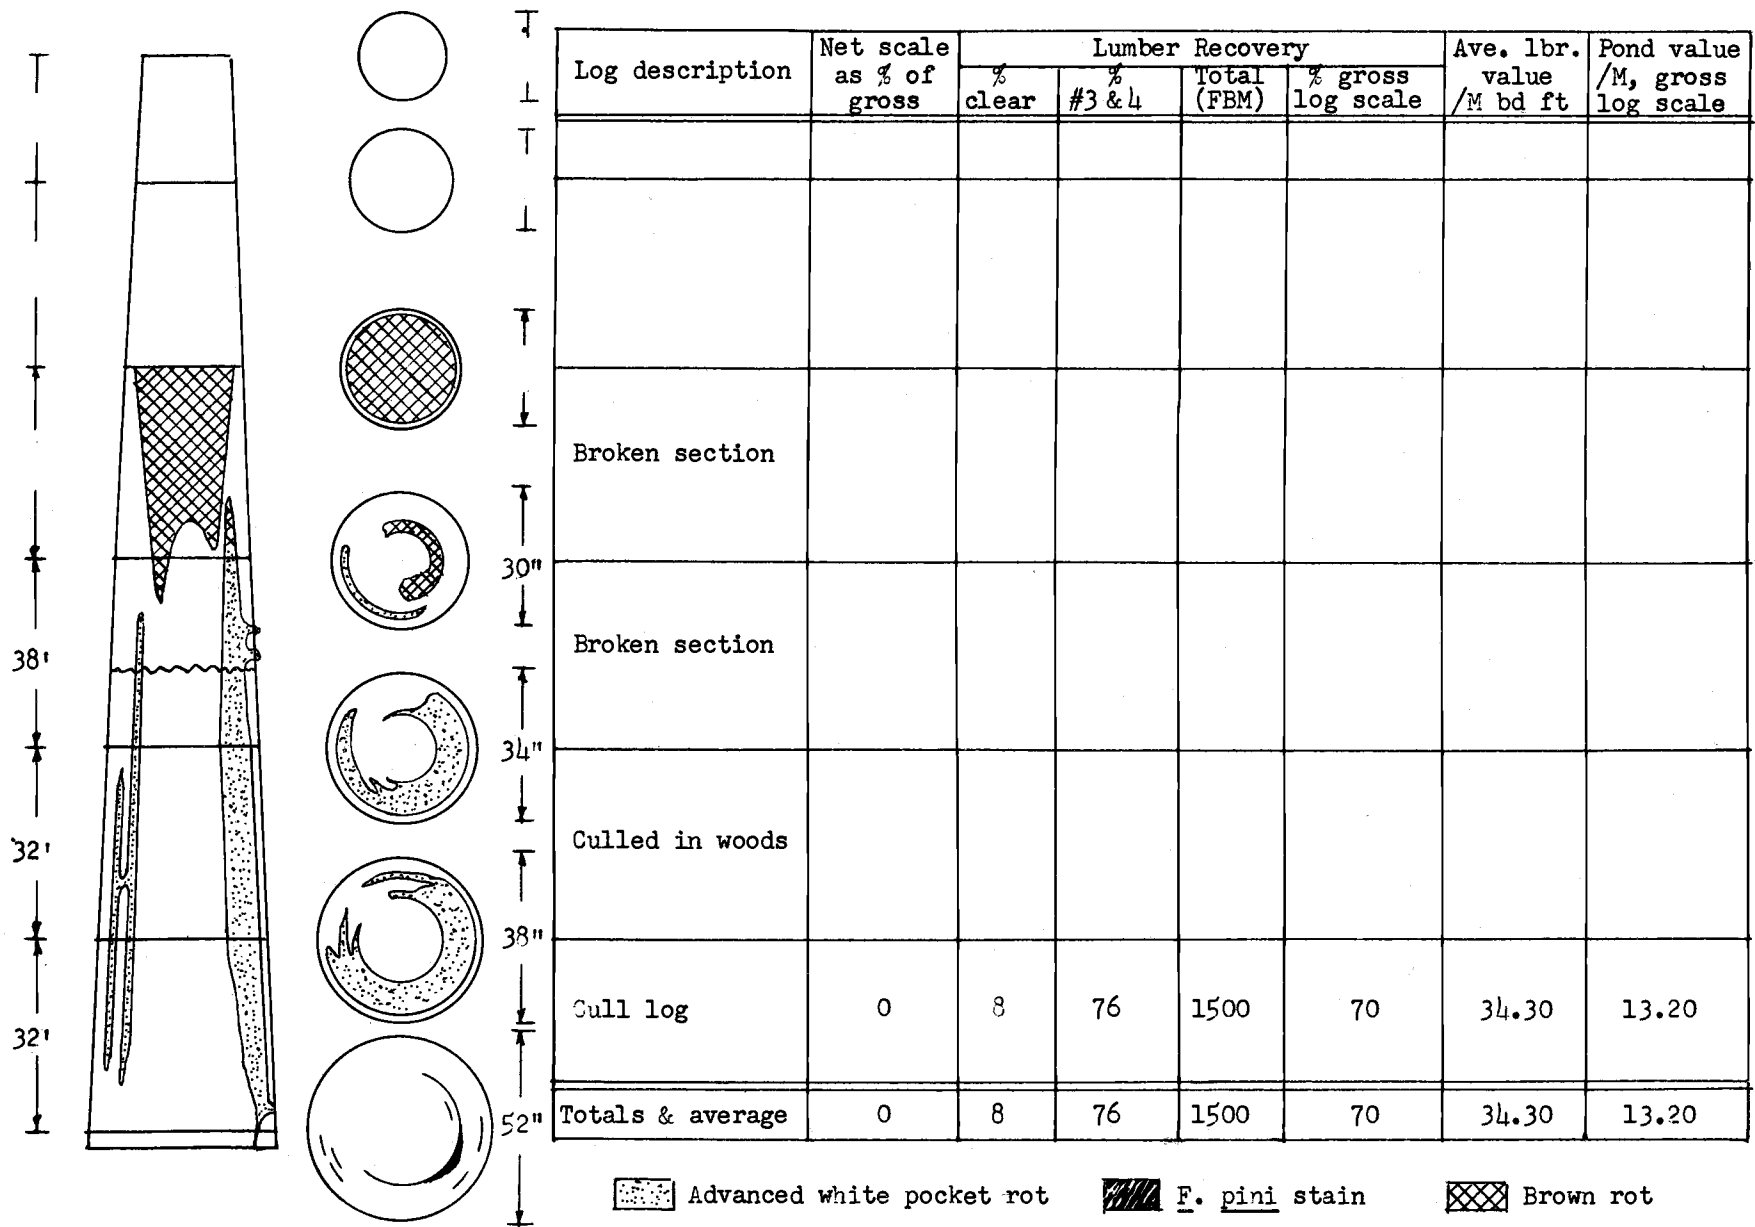 Log description
Net scale
as % of
gross
Lumber Recovery
%
clear
%
#3 & 4
Total
(FBM)
% gross
log scale
Ave. lbr.
value
/M bd ft
Pond value
/M, gross
log scale
Broken section
30"
Broken section
38'
34"
Culled in woods
32'
38"
Cull log 0 8 76 1500 70 34.30 13.20
32'
52"
Totals & average 0 8 76 1500 70 34.30 13.20
Advanced white pocket rot
F. pini stain
Brown rot